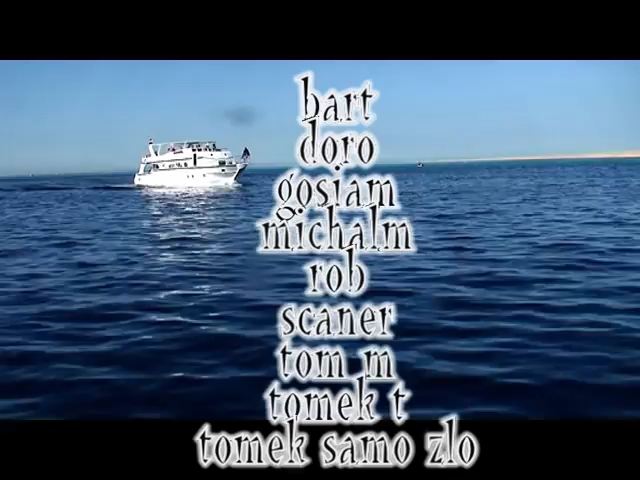 bart
doro
gosiam
michalm
rob
scaner
tom m
tomek t
tomek samo zlo